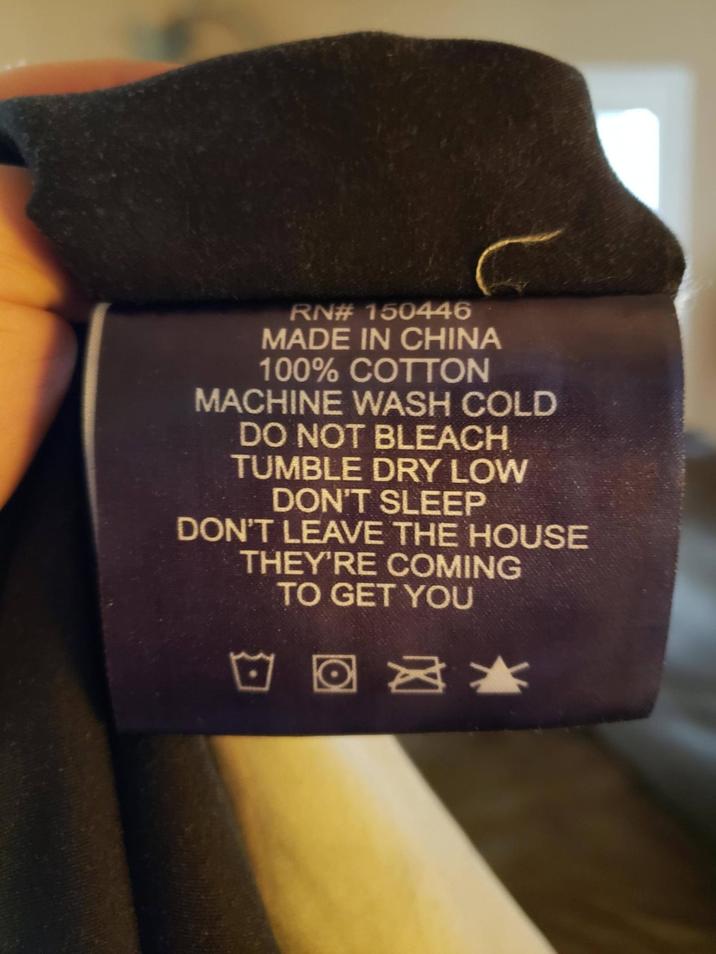 RN# 150446
MADE IN CHINA
100% COTTON
MACHINE WASH COLD
DO NOT BLEACH
TUMBLE DRY LOW
DON'T SLEEP
DON'T LEAVE THE HOUSE
THEY'RE COMING
TO GET YOU